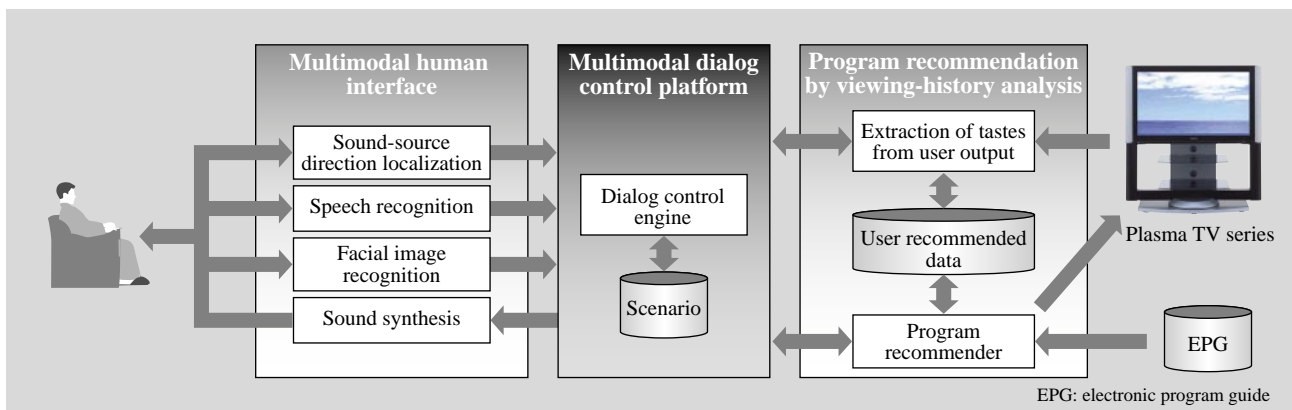 Multimodal human
interface
Sound-source
direction localization
Speech recognition
Facial image
recognition
Sound synthesis
Multimodal dialog
control platform
Dialog control
engine
Scenario
Program recommendation
by viewing-history analysis
Extraction of tastes
from user output
User recommended
data
Program
recommender
Plasma TV series
EPG
EPG: electronic program guide